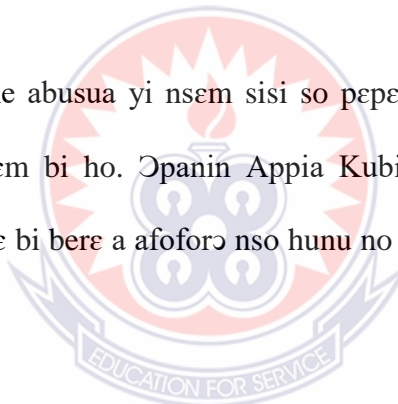 e abusua yi nsɛm sisi so pɛpɛ
ɛm bi ho. Ɔpanin Appia Kubi
ɛ bi berɛ a afoforɔ nso hunu no
EDUCATION FOR SERVICE